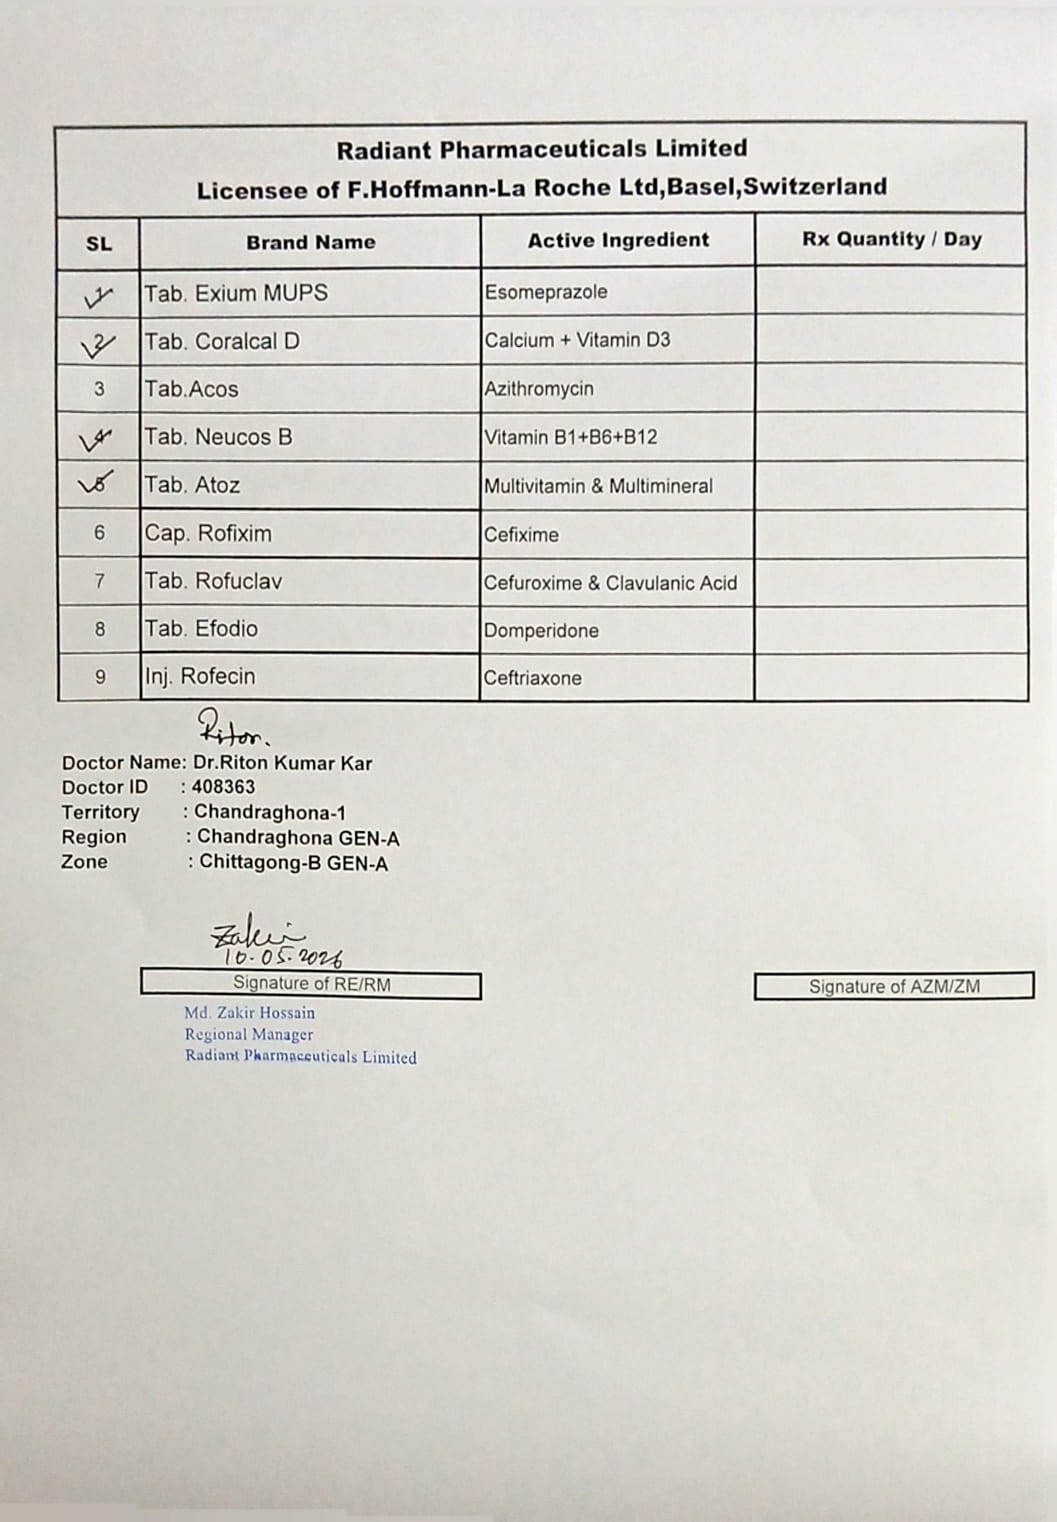 Radiant Pharmaceuticals Limited
Licensee of F.Hoffmann-La Roche Ltd,Basel,Switzerland
SL Brand Name Active Ingredient Rx Quantity / Day
1 Tab. Exium MUPS Esomeprazole
2 Tab. Coralcal D Calcium + Vitamin D3
3 Tab.Acos Azithromycin
4 Tab. Neucos B Vitamin B1+B6+B12
5 Tab. Atoz Multivitamin & Multimineral
6 Cap. Rofixim Cefixime
7 Tab. Rofuclav Cefuroxime & Clavulanic Acid
8 Tab. Efodio Domperidone
9 Inj. Rofecin Ceftriaxone
Riton.
Doctor Name: Dr.Riton Kumar Kar
Doctor ID : 408363
Territory : Chandraghona-1
Region : Chandraghona GEN-A
Zone : Chittagong-B GEN-A
Zakir
10.05.2026
Signature of RE/RM Signature of AZM/ZM
Md. Zakir Hossain
Regional Manager
Radiant Pharmaceuticals Limited